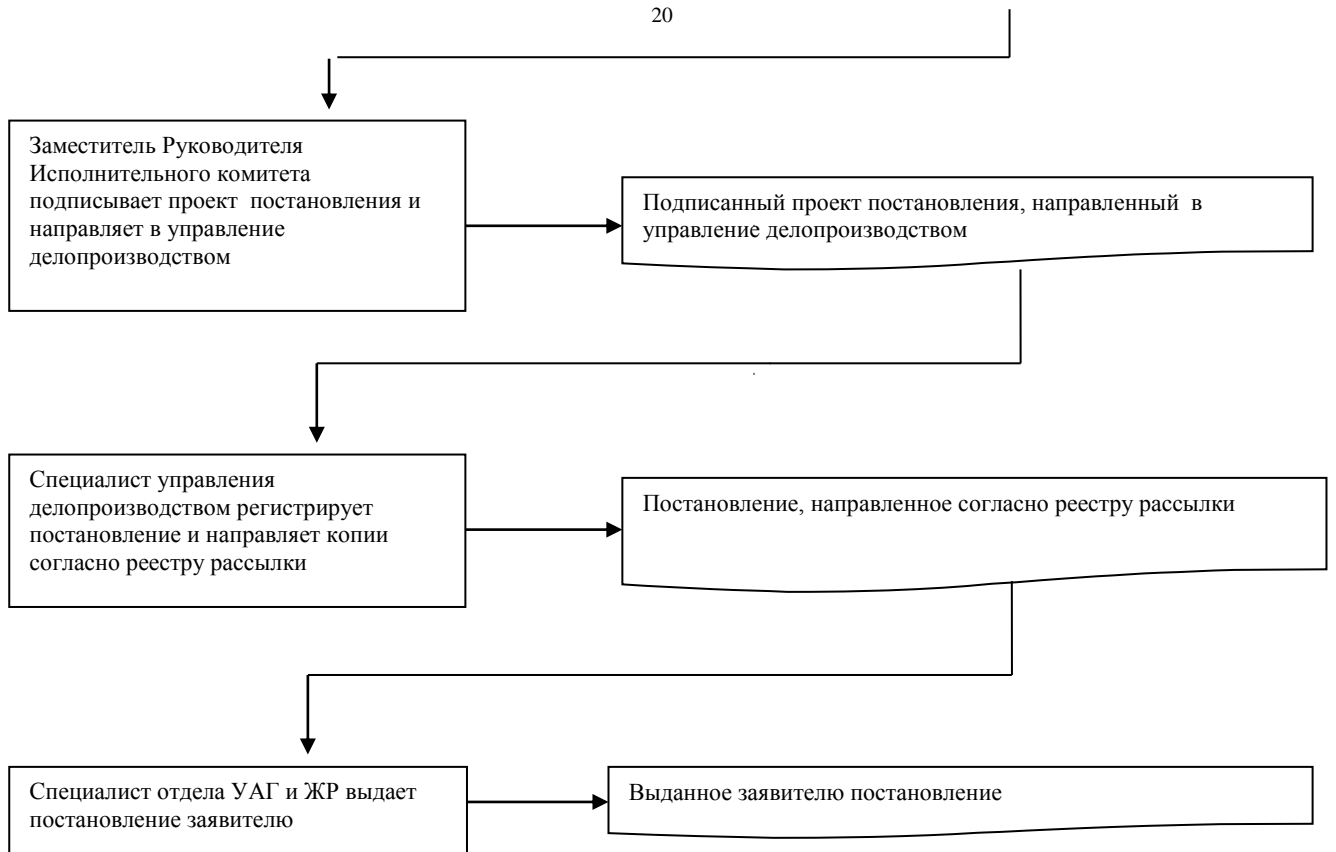 20
Заместитель Руководителя
Исполнительного комитета
подписывает проект постановления и
направляет в управление
делопроизводством
Подписанный проект постановления, направленный в
управление делопроизводством
Специалист управления
делопроизводством регистрирует
постановление и направляет копии
согласно реестру рассылки
Постановление, направленное согласно реестру рассылки
Специалист отдела УАГ и ЖР выдает
постановление заявителю
Выданное заявителю постановление